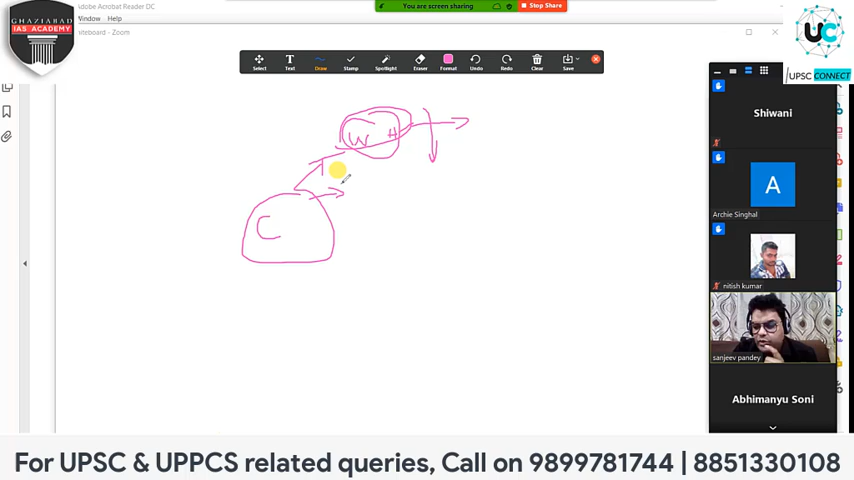 GHAZIABAD
IAS ACADEMY
Adobe Acrobat Reader DC
Window Help
Whiteboard - Zoom
You are screen sharing
Stop Share
Select
Text
Draw
Stamp
Spotlight
Eraser
Format
Undo
Redo
Clear
Save
UC
UPSC CONNECT
Shiwani
A
Archie Singhal
nitish kumar
sanjeev pandey
Abhimanyu Soni
W H
C
For UPSC & UPPCS related queries, Call on 9899781744 | 8851330108